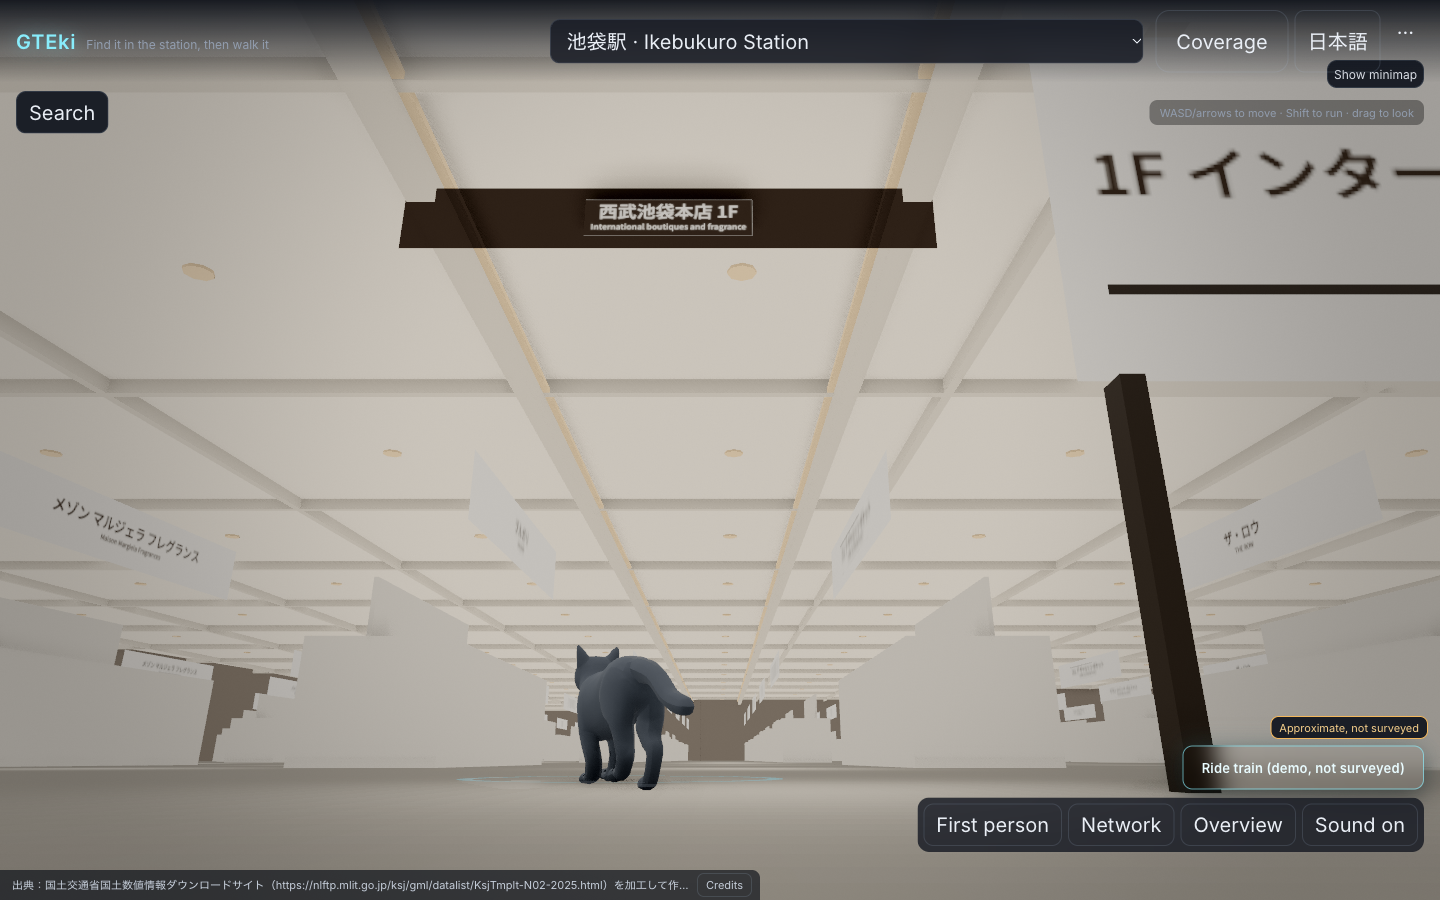 GTEki
Find it in the station, then walk it
池袋駅 · Ikebukuro Station
Coverage
日本語
...
Show minimap
Search
WASD/arrows to move · Shift to run · drag to look
1F インター
西武池袋本店 1F
International boutiques and fragrance
メゾン マルジェラ フレグランス
Maison Margiela Fragrances
ザ・ロウ
THE ROW
Approximate, not surveyed
Ride train (demo, not surveyed)
First person
Network
Overview
Sound on
出典：国土交通省国土数値情報ダウンロードサイト（https://nlftp.mlit.go.jp/ksj/gml/datalist/KsjTmplt-N02-2025.html）を加工して作...
Credits